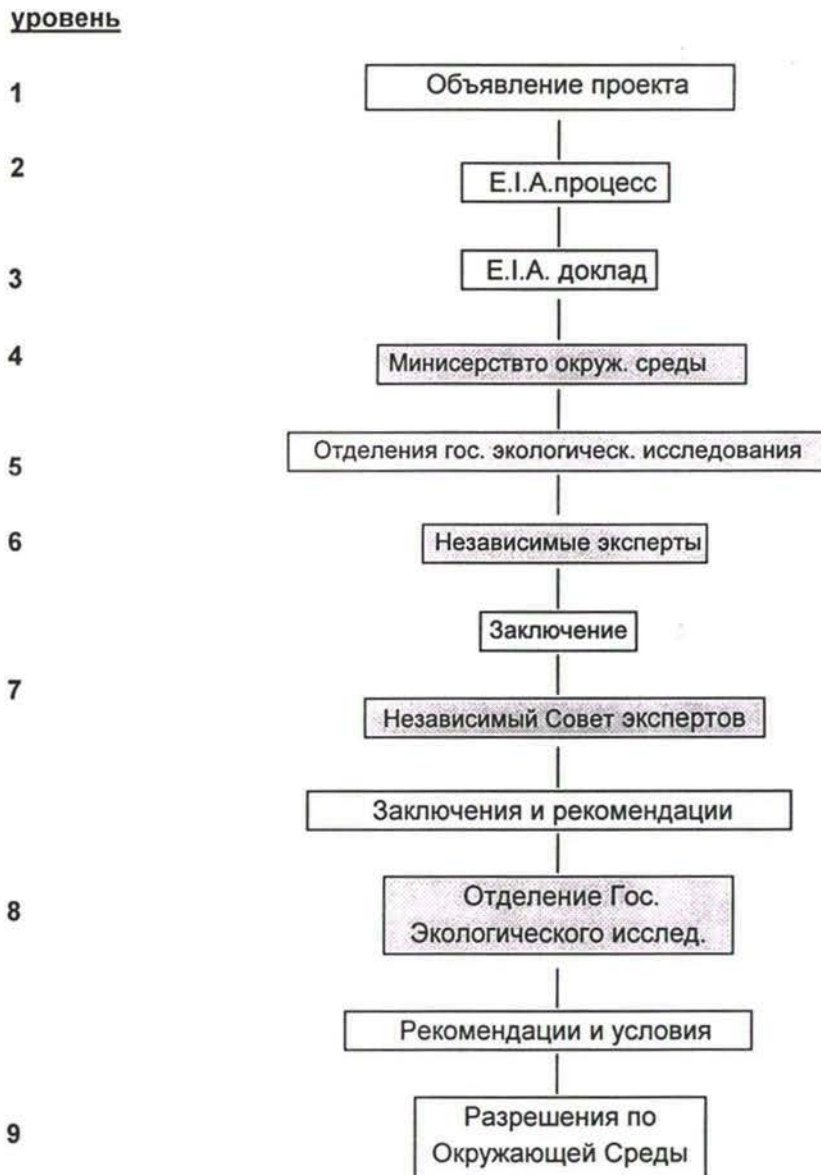 уровень
1 Объявление проекта
2 Е.I.А.процесс
3 Е.I.А. доклад
4 Минисерствто окруж. среды
5 Отделения гос. экологическ. исследования
6 Независимые эксперты
Заключение
7
Независимый Совет экспертов
Заключения и рекомендации
8 Отделение Гос.
Экологического исслед.
Рекомендации и условия
9 Разрешения по
Окружающей Среды